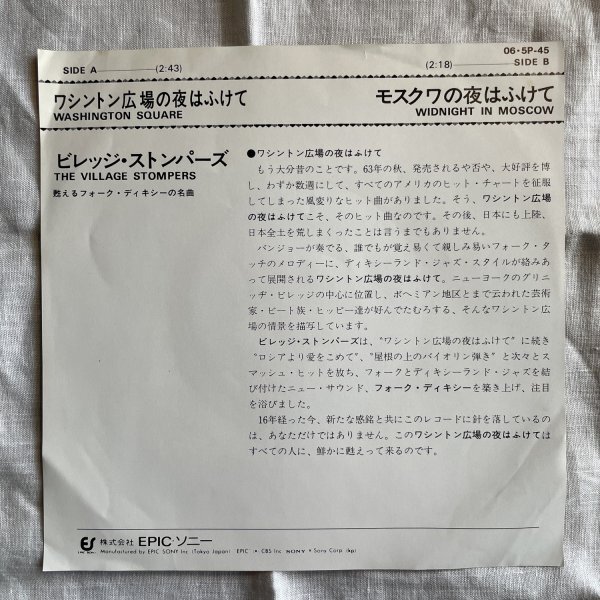 06・5P-45
SIDE A (2:43) (2:18) SIDE B
ワシントン広場の夜はふけて
WASHINGTON SQUARE
モスクワの夜はふけて
MIDNIGHT IN MOSCOW
ビレッジ・ストンパーズ
THE VILLAGE STOMPERS
甦えるフォーク・ディキシーの名曲
●ワシントン広場の夜はふけて
もう大分昔のことです。63年の秋、発売されるや否や、大好評を博
し、わずか数週にして、すべてのアメリカのヒット・チャートを征服
してしまった風変りなヒット曲がありました。そう、ワシントン広場
の夜はふけてこそ、そのヒット曲なのです。その後、日本にも上陸、
日本全土を荒しまくったことは言うまでもありません。
バンジョーが奏でる、誰でもが覚え易くて親しみ易いフォーク・タ
ッチのメロディーに、ディキシーランド・ジャズ・スタイルが絡みあ
って展開されるワシントン広場の夜はふけて。ニューヨークのグリニ
ッヂ・ビレッジの中心に位置し、ボヘミアン地区とまで云われた芸術
家・ビート族・ヒッピー達が好んでたむろする、そんなワシントン広
場の情景を描写しています。
ビレッジ・ストンパーズは、"ワシントン広場の夜はふけて"に続き
"ロシアより愛をこめて"、"屋根の上のバイオリン弾き"と次々とス
マッシュ・ヒットを放ち、フォークとディキシーランド・ジャズを結
び付けたニュー・サウンド、フォーク・ディキシーを築き上げ、注目
を浴びました。
16年経った今、新たな感銘と共にこのレコードに針を落しているの
は、あなただけではありません。このワシントン広場の夜はふけては
すべての人に、鮮かに甦えって来るのです。
株式会社 EPIC・ソニー
Manufactured by EPIC SONY Inc. (Tokyo Japan) EPIC ● CBS Inc. SONY ● Sony Corp.